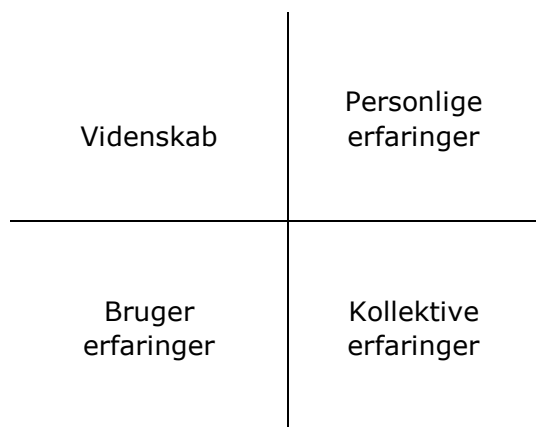 Videnskab
Personlige
erfaringer
Bruger
erfaringer
Kollektive
erfaringer